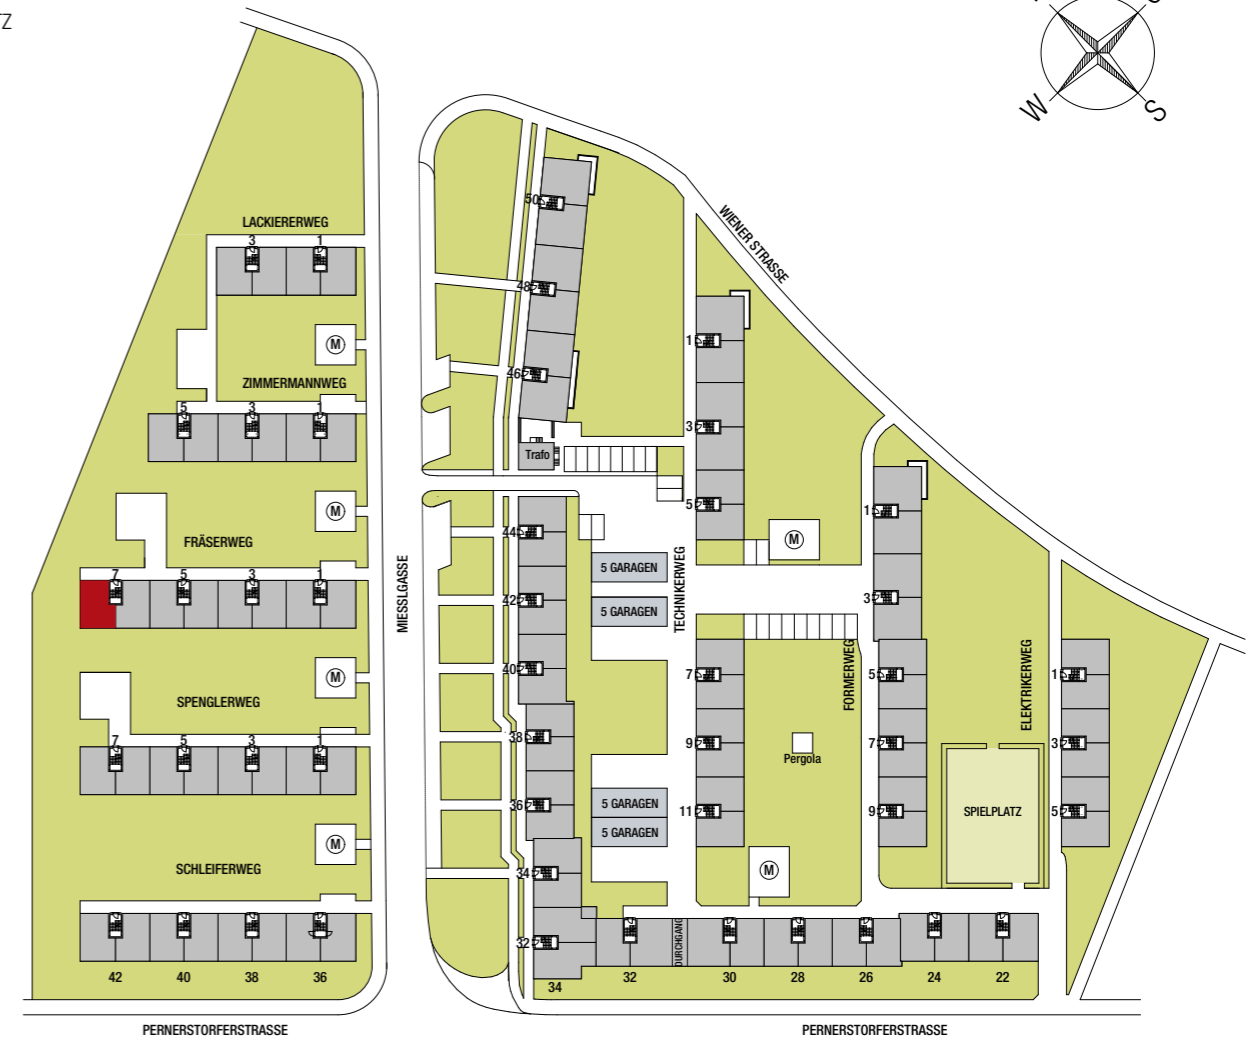 TZ
W
S
LACKIERERWEG
3 1
M
ZIMMERMANNWEG
5 3 1
M
FRÄSERWEG
7 5 3 1
M
SPENGLERWEG
7 5 3 1
M
SCHLEIFERWEG
42 40 38 36
PERNERSTORFERSTRASSE
MIESSLGASSE
50
48
46
Trafo
44
42
40
38
36
34
32
34
5 GARAGEN
5 GARAGEN
5 GARAGEN
5 GARAGEN
TECHNIKERWEG
WIENER STRASSE
1
3
5
M
7
9
11
Pergola
M
FORMERWEG
1
3
5
7
9
ELEKTRIKERWEG
SPIELPLATZ
1
3
5
DURCHGANG
32 30 28 26 24 22
PERNERSTORFERSTRASSE